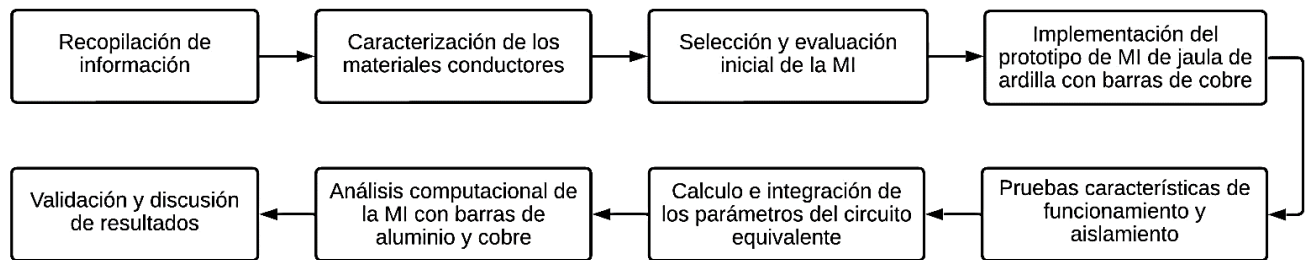 Recopilación de
información
Caracterización de los
materiales conductores
Selección y evaluación
inicial de la MI
Implementación del
prototipo de MI de jaula de
ardilla con barras de cobre
Pruebas características de
funcionamiento y
aislamiento
Calculo e integración de
los parámetros del circuito
equivalente
Análisis computacional de
la MI con barras de
aluminio y cobre
Validación y discusión
de resultados